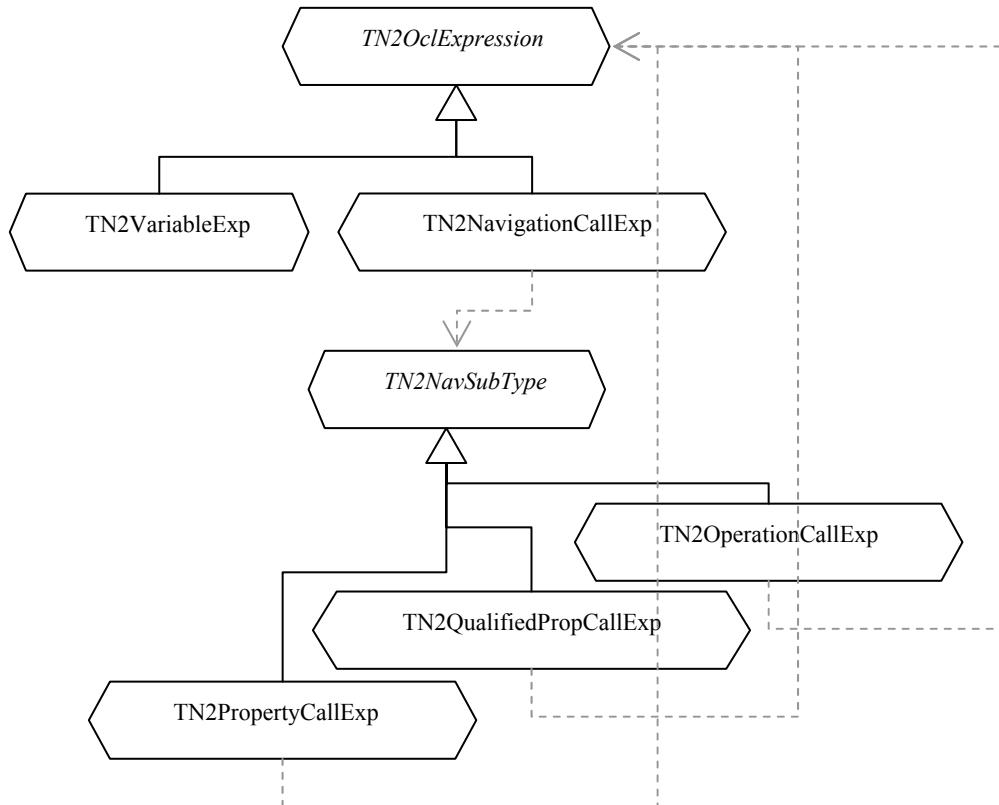 TN2OclExpression
TN2VariableExp
TN2NavigationCallExp
TN2NavSubType
TN2OperationCallExp
TN2QualifiedPropCallExp
TN2PropertyCallExp